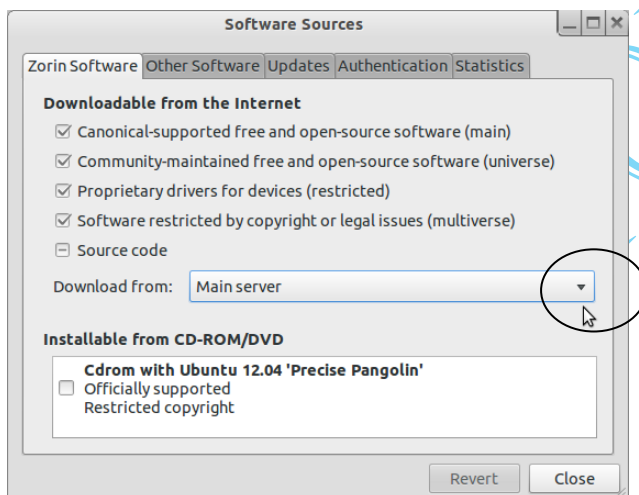 Software Sources
Zorin Software Other Software Updates Authentication Statistics
Downloadable from the Internet
Canonical-supported free and open-source software (main)
Community-maintained free and open-source software (universe)
Proprietary drivers for devices (restricted)
Software restricted by copyright or legal issues (multiverse)
Source code
Download from: Main server
Installable from CD-ROM/DVD
Cdrom with Ubuntu 12.04 'Precise Pangolin'
Officially supported
Restricted copyright
Revert Close